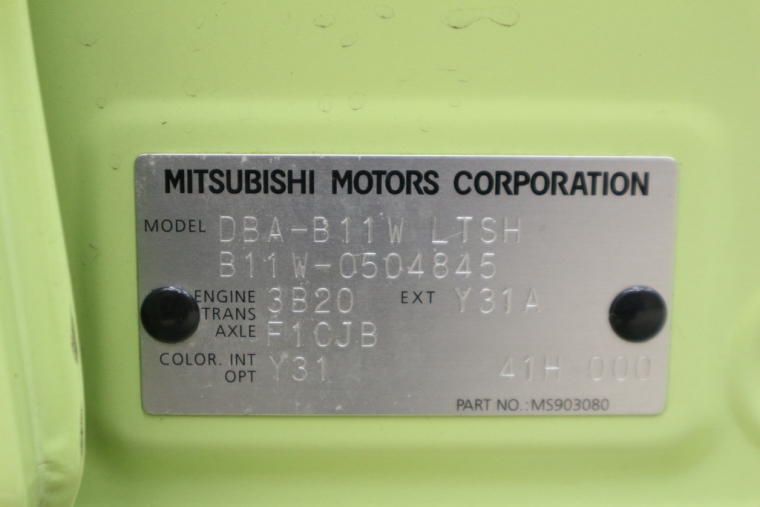 MITSUBISHI MOTORS CORPORATION
MODEL DBA-B11W LTSH
B11W-0504845
ENGINE 3B20 EXT Y31A
TRANS
AXLE F1CJB
COLOR. INT Y31 41H 000
OPT
PART NO.: MS903080